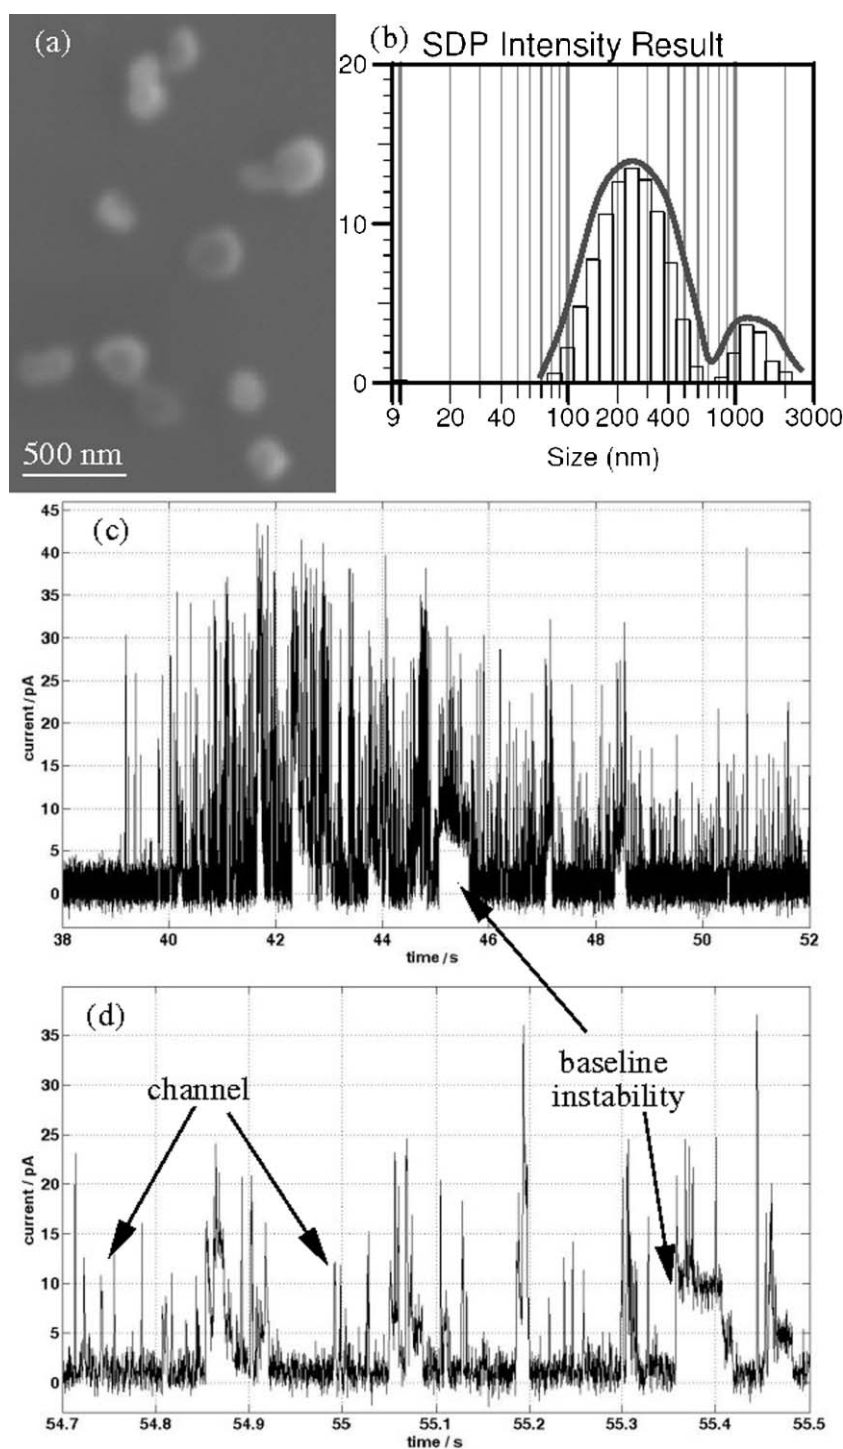 (a)
500 nm
(b)
SDP Intensity Result
20
10
0
9 20 40 100 200 400 1000 3000
Size (nm)
(c)
45
40
35
30
25
20
15
10
5
0
current / pA
38 40 42 44 46 48 50 52
time / s
(d)
channel
baseline
instability
35
30
25
20
15
10
5
0
current / pA
54.7 54.8 54.9 55 55.1 55.2 55.3 55.4 55.5
time / s